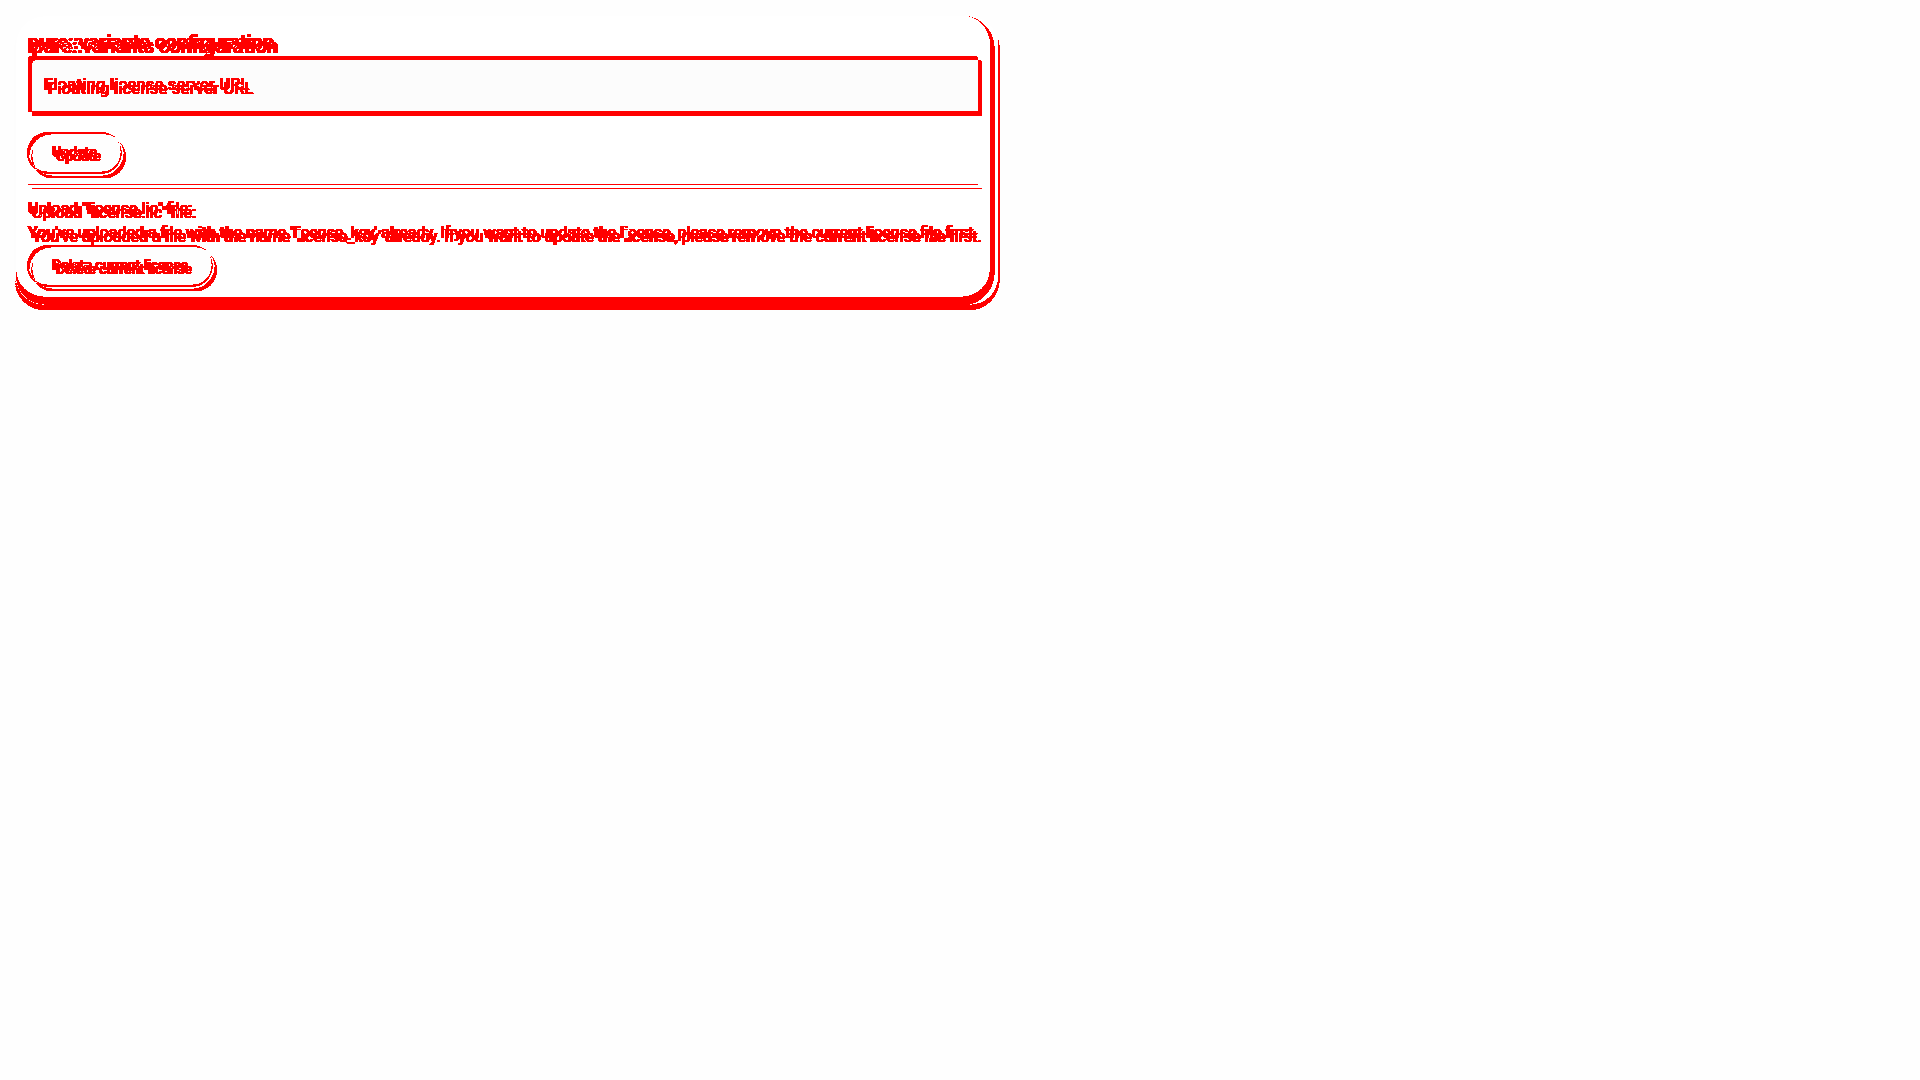 pure::variants configuration
Floating license server URL
Update
Upload "license.lic" file:
You've uploaded a file with the name 'license_key' already. If you want to update the license, please remove the current license file first.
Delete current license